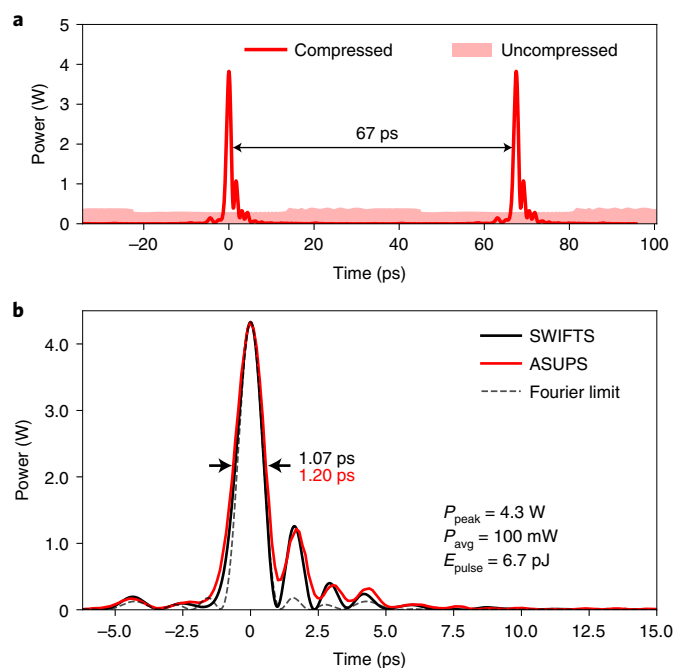 a
Compressed
Uncompressed
5
4
3
2
1
0
Power (W)
67 ps
–20
0
20
40
60
80
100
Time (ps)
b
4.0
3.0
2.0
1.0
0
Power (W)
SWIFTS
ASUPS
Fourier limit
1.07 ps
1.20 ps
Ppeak = 4.3 W
Pavg = 100 mW
Epulse = 6.7 pJ
–5.0
–2.5
0
2.5
5.0
7.5
10.0
12.5
15.0
Time (ps)